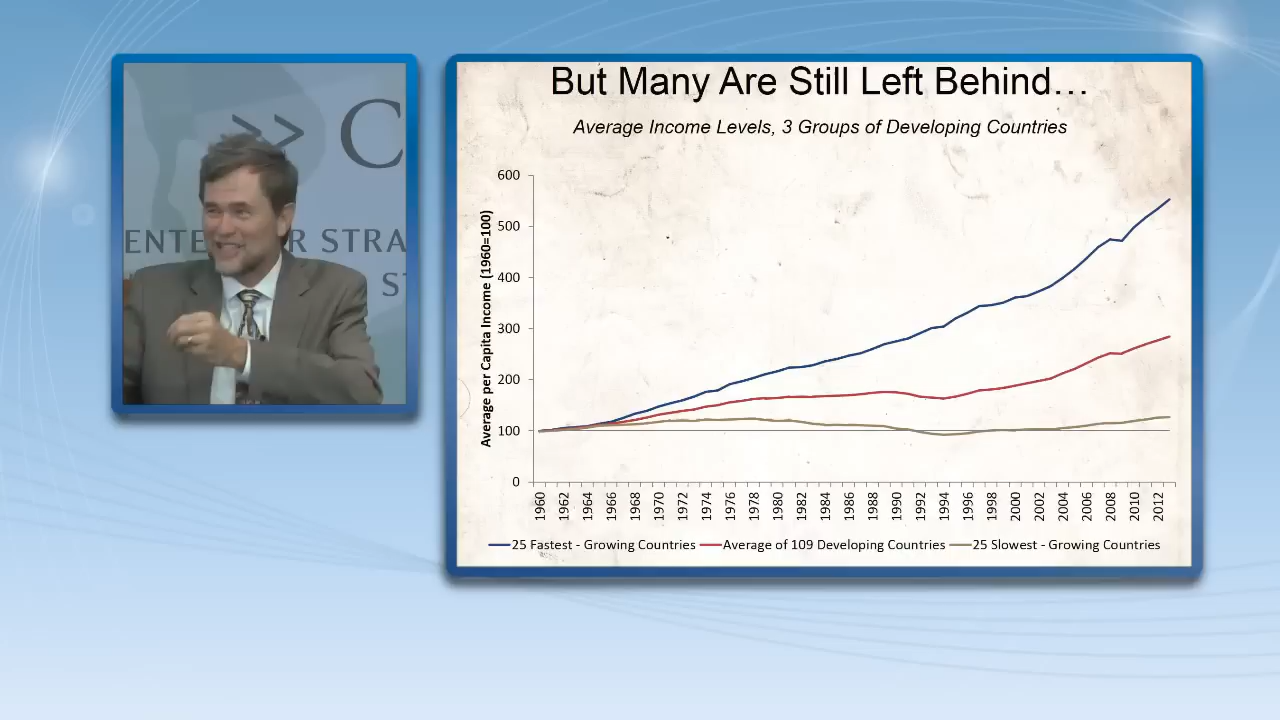 >> C
ENTE R STRA
ST
But Many Are Still Left Behind…
Average Income Levels, 3 Groups of Developing Countries
Average per Capita Income (1960=100)
600
500
400
300
200
100
0
1960 1962 1964 1966 1968 1970 1972 1974 1976 1978 1980 1982 1984 1986 1988 1990 1992 1994 1996 1998 2000 2002 2004 2006 2008 2010 2012
25 Fastest - Growing Countries Average of 109 Developing Countries 25 Slowest - Growing Countries